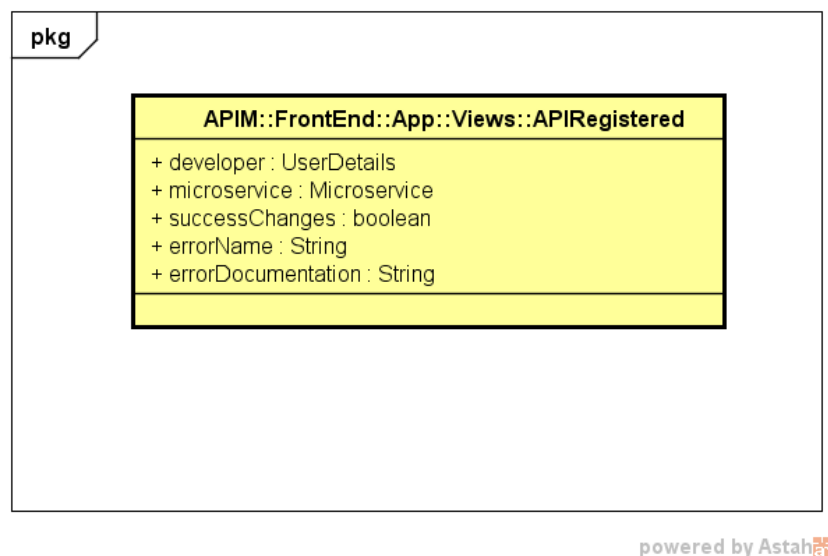 pkg
APIM::FrontEnd::App::Views::APIRegistered
+ developer : UserDetails
+ microservice : Microservice
+ successChanges : boolean
+ errorName : String
+ errorDocumentation : String
powered by Astah